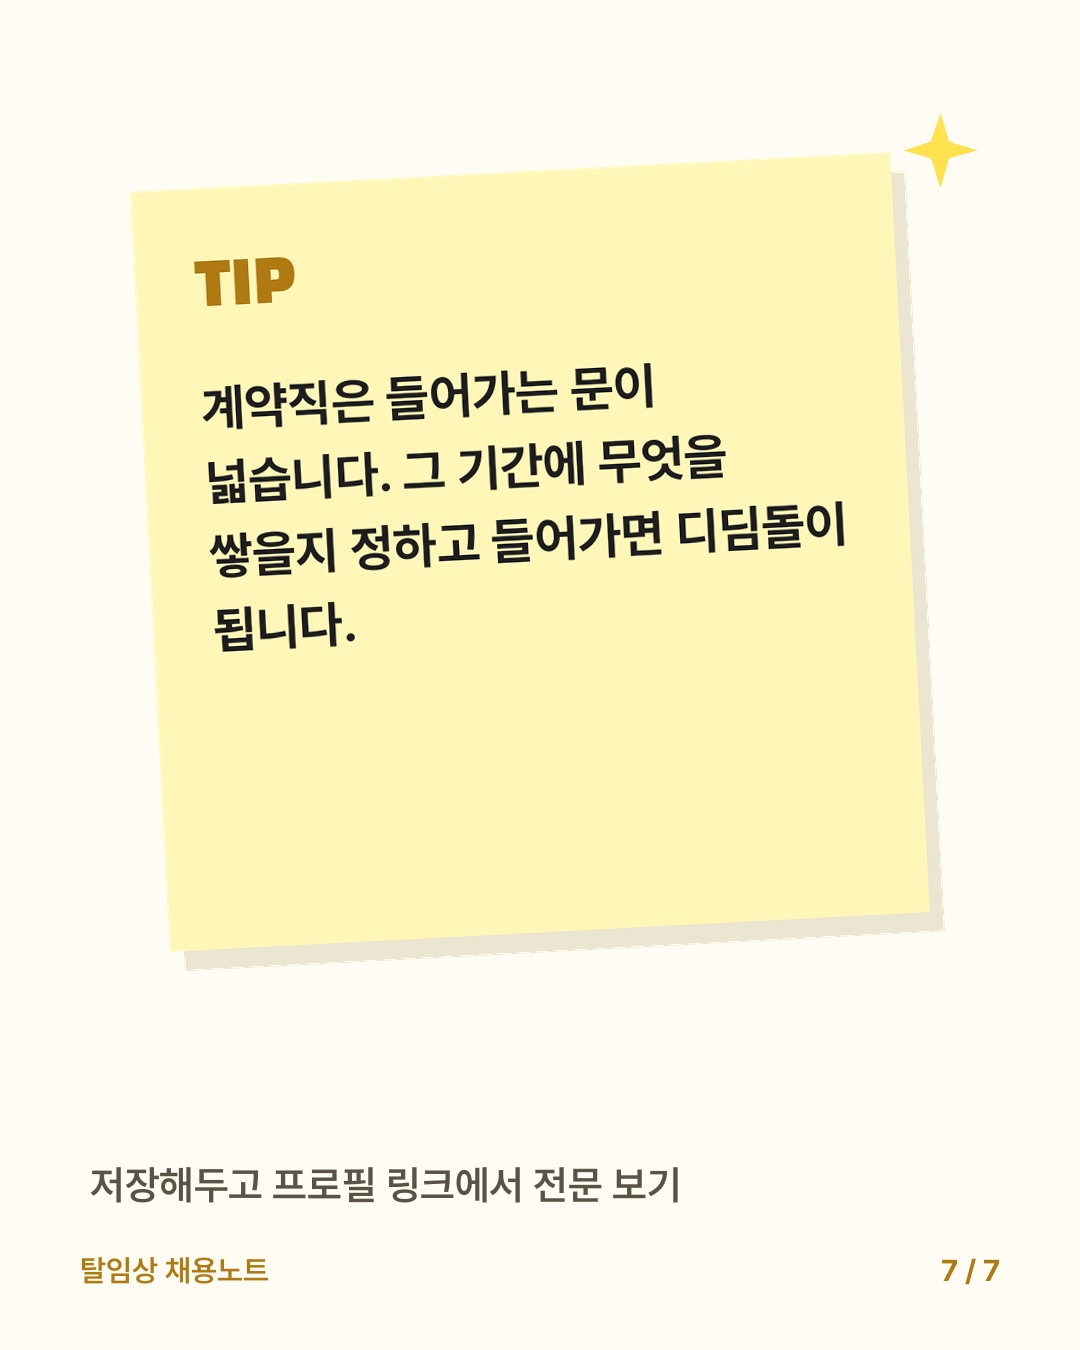 TIP
계약직은 들어가는 문이
넓습니다. 그 기간에 무엇을
쌓을지 정하고 들어가면 디딤돌이
됩니다.
저장해두고 프로필 링크에서 전문 보기
탈임상 채용노트
7 / 7